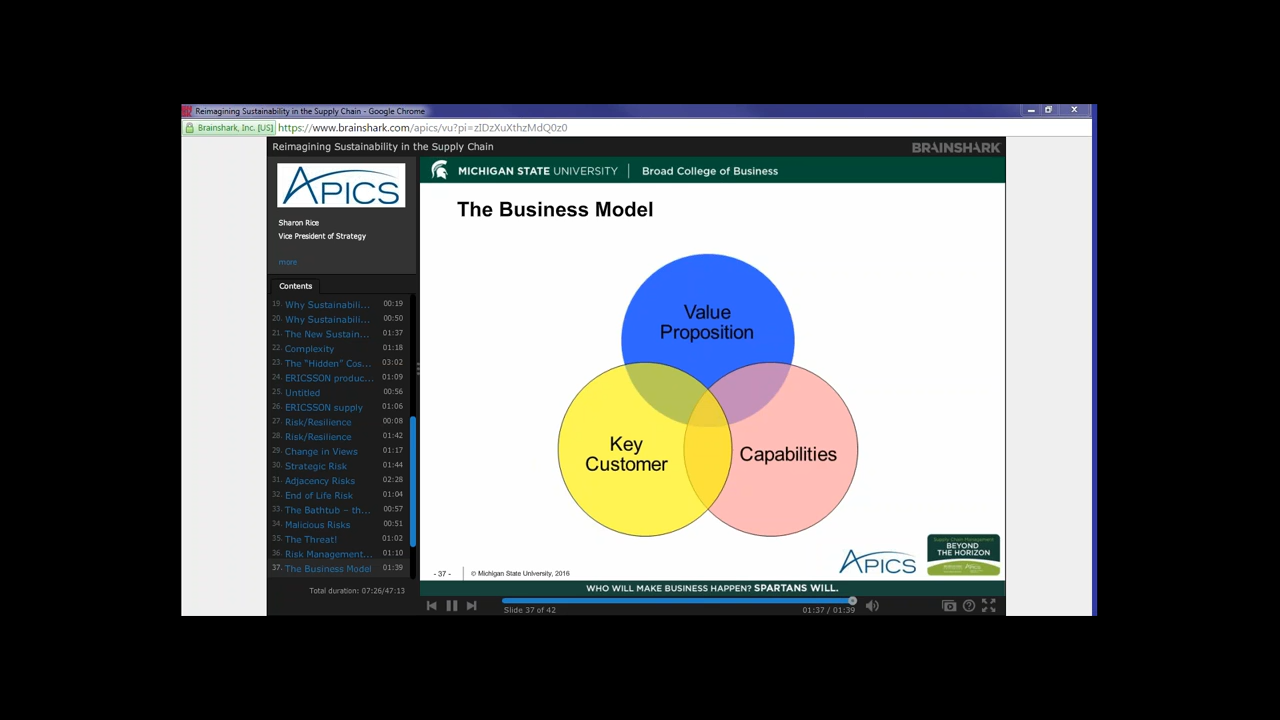 Reimagining Sustainability in the Supply Chain - Google Chrome
Brainshark, Inc. [US] https://www.brainshark.com/apics/vu?pi=zIDzXuXthzMdQ0z0
Reimagining Sustainability in the Supply Chain
BRAINSHARK
APICS
Sharon Rice
Vice President of Strategy
more
Contents
19. Why Sustainabili... 00:19
20. Why Sustainabili... 00:50
21. The New Sustain... 01:37
22. Complexity 01:18
23. The "Hidden" Cos... 03:02
24. ERICSSON produc... 01:09
25. Untitled 00:56
26. ERICSSON supply 01:06
27. Risk/Resilience 00:08
28. Risk/Resilience 01:42
29. Change in Views 01:17
30. Strategic Risk 01:44
31. Adjacency Risks 02:28
32. End of Life Risk 01:04
33. The Bathtub – th... 00:57
34. Malicious Risks 00:51
35. The Threat! 01:02
36. Risk Management... 01:10
37. The Business Model 01:39
Total duration: 07:26/47:13
MICHIGAN STATE UNIVERSITY | Broad College of Business
The Business Model
Value
Proposition
Key
Customer
Capabilities
- 37 - © Michigan State University, 2016
APICS
Supply Chain Management
BEYOND
THE HORIZON
WHO WILL MAKE BUSINESS HAPPEN? SPARTANS WILL.
Slide 37 of 42
01:37 / 01:39